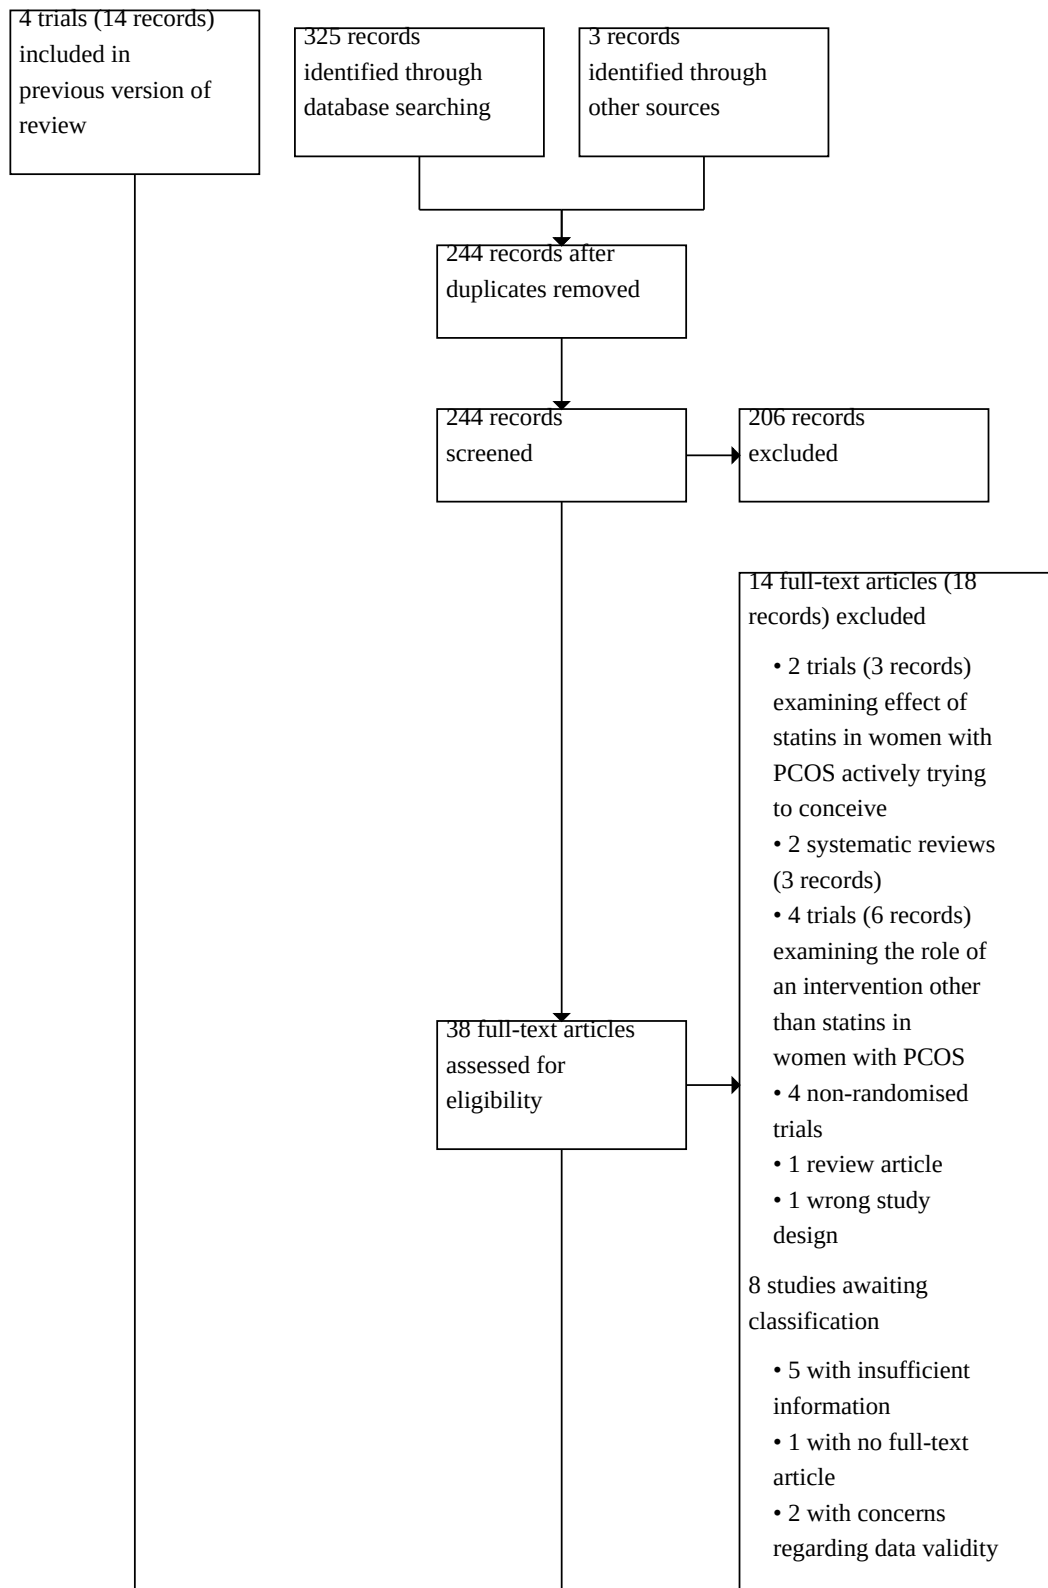 4 trials (14 records)
included in
previous version of
review
325 records
identified through
database searching
3 records
identified through
other sources
244 records after
duplicates removed
244 records
screened
206 records
excluded
38 full-text articles
assessed for
eligibility
14 full-text articles (18
records) excluded
• 2 trials (3 records)
examining effect of
statins in women with
PCOS actively trying
to conceive
• 2 systematic reviews
(3 records)
• 4 trials (6 records)
examining the role of
an intervention other
than statins in
women with PCOS
• 4 non-randomised
trials
• 1 review article
• 1 wrong study
design
8 studies awaiting
classification
• 5 with insufficient
information
• 1 with no full-text
article
• 2 with concerns
regarding data validity